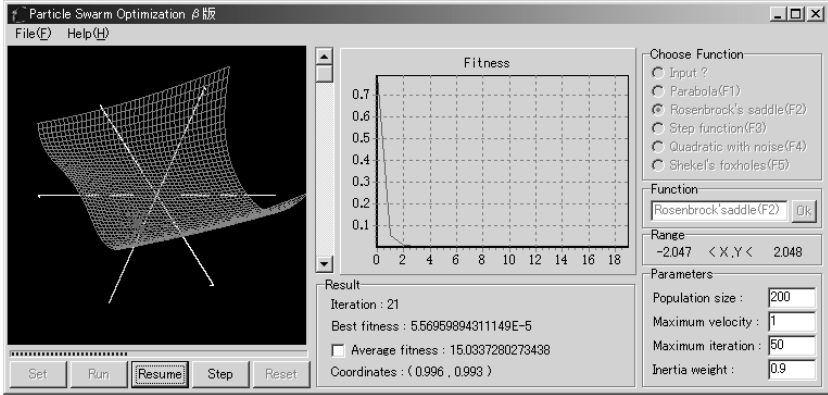 Particle Swarm Optimization β版
File(F) Help(H)
Fitness
0.7
0.6
0.5
0.4
0.3
0.2
0.1
0 2 4 6 8 10 12 14 16 18
Result
Iteration : 21
Best fitness : 5.56959894311149E-5
Average fitness : 15.0337280273438
Coordinates : ( 0.996 , 0.993 )
Set Run Resume Step Reset
Choose Function
Input ?
Parabola(F1)
Rosenbrock's saddle(F2)
Step function(F3)
Quadratic with noise(F4)
Shekel's foxholes(F5)
Function
Rosenbrock'saddle(F2) Ok
Range
-2.047 < X,Y < 2.048
Parameters
Population size : 200
Maximum velocity : 1
Maximum iteration : 50
Inertia weight : 0.9